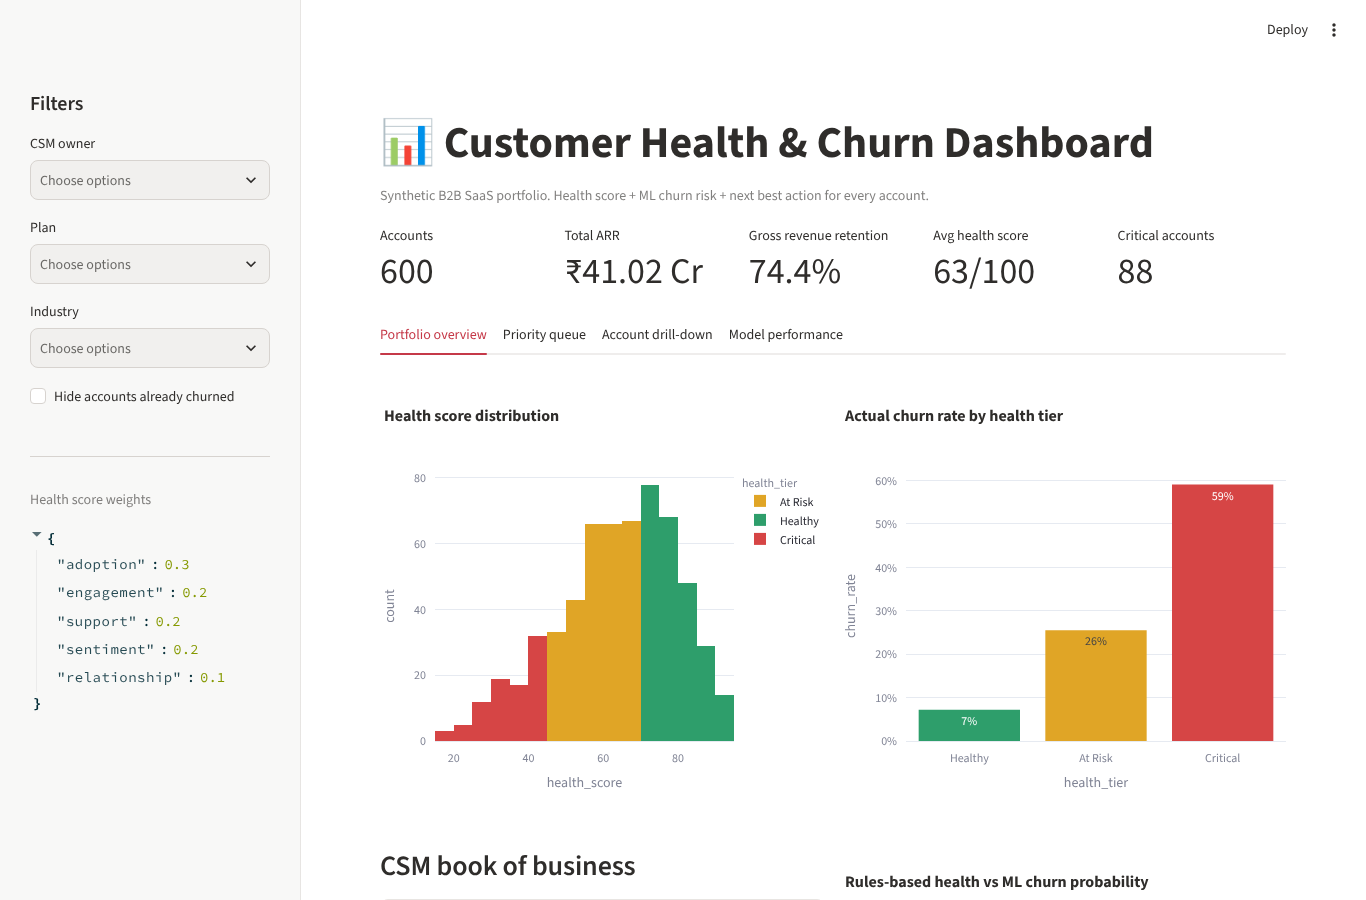 Deploy
Filters
CSM owner
Choose options
Plan
Choose options
Industry
Choose options
Hide accounts already churned
Health score weights
{
"adoption" : 0.3
"engagement" : 0.2
"support" : 0.2
"sentiment" : 0.2
"relationship" : 0.1
}
Customer Health & Churn Dashboard
Synthetic B2B SaaS portfolio. Health score + ML churn risk + next best action for every account.
Accounts
600
Total ARR
₹41.02 Cr
Gross revenue retention
74.4%
Avg health score
63/100
Critical accounts
88
Portfolio overview
Priority queue
Account drill-down
Model performance
Health score distribution
80
60
40
20
0
count
20
40
60
80
health_score
health_tier
At Risk
Healthy
Critical
Actual churn rate by health tier
60%
50%
40%
30%
20%
10%
0%
churn_rate
7%
26%
59%
Healthy
At Risk
Critical
health_tier
CSM book of business
Rules-based health vs ML churn probability